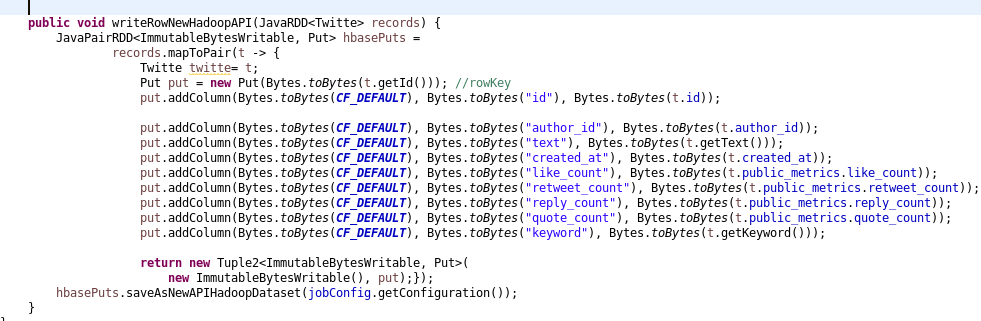 public void writeRowNewHadoopAPI(JavaRDD<Twitte> records) {
JavaPairRDD<ImmutableBytesWritable, Put> hbasePuts =
records.mapToPair(t -> {
Twitte twitte= t;
Put put = new Put(Bytes.toBytes(t.getId())); //rowKey
put.addColumn(Bytes.toBytes(CF_DEFAULT), Bytes.toBytes("id"), Bytes.toBytes(t.id));
put.addColumn(Bytes.toBytes(CF_DEFAULT), Bytes.toBytes("author_id"), Bytes.toBytes(t.author_id));
put.addColumn(Bytes.toBytes(CF_DEFAULT), Bytes.toBytes("text"), Bytes.toBytes(t.getText()));
put.addColumn(Bytes.toBytes(CF_DEFAULT), Bytes.toBytes("created_at"), Bytes.toBytes(t.created_at));
put.addColumn(Bytes.toBytes(CF_DEFAULT), Bytes.toBytes("like_count"), Bytes.toBytes(t.public_metrics.like_count));
put.addColumn(Bytes.toBytes(CF_DEFAULT), Bytes.toBytes("retweet_count"), Bytes.toBytes(t.public_metrics.retweet_count));
put.addColumn(Bytes.toBytes(CF_DEFAULT), Bytes.toBytes("reply_count"), Bytes.toBytes(t.public_metrics.reply_count));
put.addColumn(Bytes.toBytes(CF_DEFAULT), Bytes.toBytes("quote_count"), Bytes.toBytes(t.public_metrics.quote_count));
put.addColumn(Bytes.toBytes(CF_DEFAULT), Bytes.toBytes("keyword"), Bytes.toBytes(t.getKeyword()));
return new Tuple2<ImmutableBytesWritable, Put>(
new ImmutableBytesWritable(), put);});
hbasePuts.saveAsNewAPIHadoopDataset(jobConfig.getConfiguration());
}
}